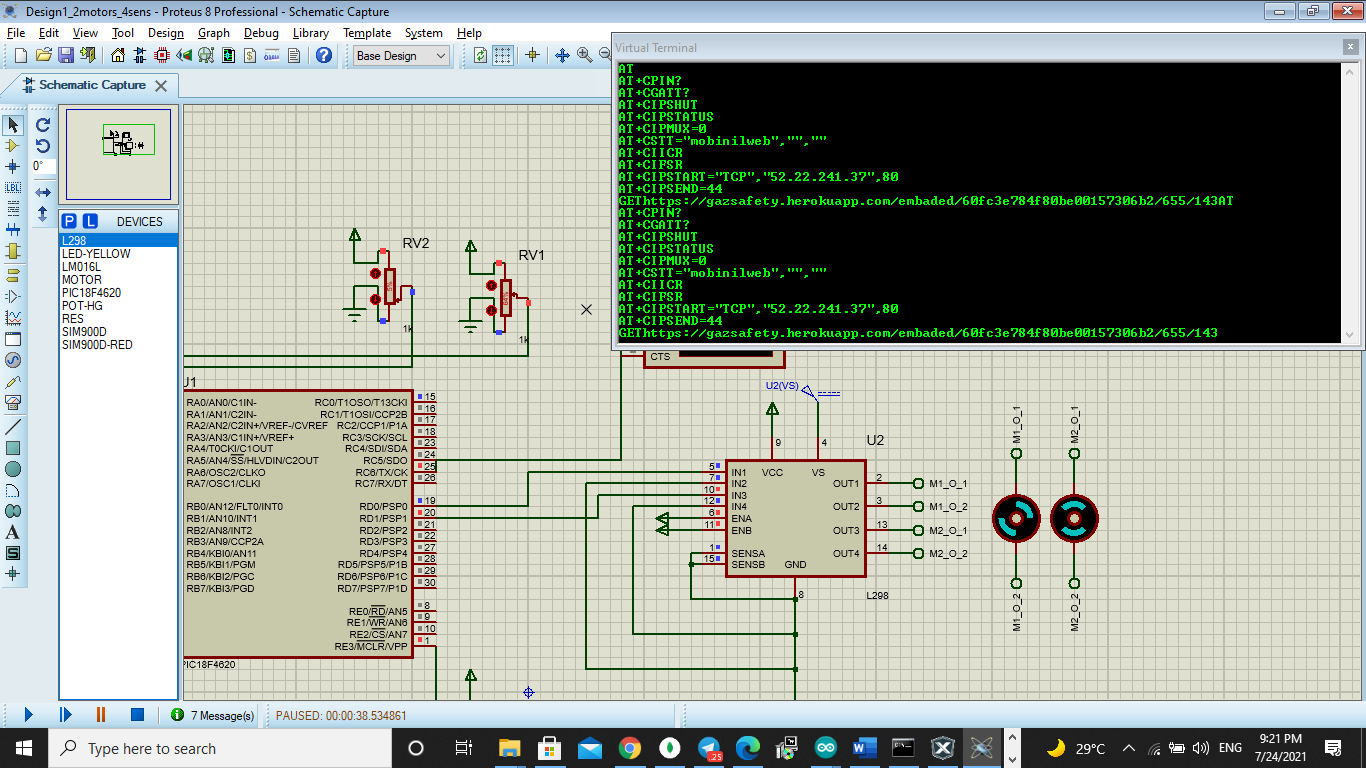 Design1_2motors_4sens - Proteus 8 Professional - Schematic Capture
File Edit View Tool Design Graph Debug Library Template System Help
Base Design
Schematic Capture
Virtual Terminal
AT
AT+CPIN?
AT+CGATT?
AT+CIPSHUT
AT+CIPSTATUS
AT+CIPMUX=0
AT+CSTT="mobinilweb","",""
AT+CIICR
AT+CIFSR
AT+CIPSTART="TCP","52.22.241.37",80
AT+CIPSEND=44
GEThttps://gazsafety.herokuapp.com/embaded/60fc3e784f80be00157306b2/655/143AT
AT+CPIN?
AT+CGATT?
AT+CIPSHUT
AT+CIPSTATUS
AT+CIPMUX=0
AT+CSTT="mobinilweb","",""
AT+CIICR
AT+CIFSR
AT+CIPSTART="TCP","52.22.241.37",80
AT+CIPSEND=44
GEThttps://gazsafety.herokuapp.com/embaded/60fc3e784f80be00157306b2/655/143
0°
LBL
A
P L DEVICES
L298
LED-YELLOW
LM016L
MOTOR
PIC18F4620
POT-HG
RES
SIM900D
SIM900D-RED
RV2
1k
RV1
64%
1k
CTS
U1
RA0/AN0/C1IN-
RA1/AN1/C2IN-
RA2/AN2/C2IN+/VREF-/CVREF
RA3/AN3/C1IN+/VREF+
RA4/T0CKI/C1OUT
RA5/AN4/SS/HLVDIN/C2OUT
RA6/OSC2/CLKO
RA7/OSC1/CLKI
RB0/AN12/FLT0/INT0
RB1/AN10/INT1
RB2/AN8/INT2
RB3/AN9/CCP2A
RB4/KBI0/AN11
RB5/KBI1/PGM
RB6/KBI2/PGC
RB7/KBI3/PGD
RC0/T1OSO/T13CKI 15
RC1/T1OSI/CCP2B 16
RC2/CCP1/P1A 17
RC3/SCK/SCL 18
RC4/SDI/SDA 23
RC5/SDO 24
RC6/TX/CK 25
RC7/RX/DT 26
RD0/PSP0 19
RD1/PSP1 20
RD2/PSP2 21
RD3/PSP3 22
RD4/PSP4 27
RD5/PSP5/P1B 28
RD6/PSP6/P1C 29
RD7/PSP7/P1D 30
RE0/RD/AN5 8
RE1/WR/AN6 9
RE2/CS/AN7 10
RE3/MCLR/VPP 1
PIC18F4620
U2(VS)
U2
9
4
VCC
VS
5 IN1
7 IN2
10 IN3
12 IN4
6 ENA
11 ENB
1 SENSA
15 SENSB
GND
8
OUT1 2 M1_O_1
OUT2 3 M1_O_2
OUT3 13 M2_O_1
OUT4 14 M2_O_2
L298
M1_O_1
M2_O_1
M1_O_2
M2_O_2
7 Message(s)
PAUSED: 00:00:38.534861
Type here to search
.25
29°C
ENG
9:21 PM
7/24/2021